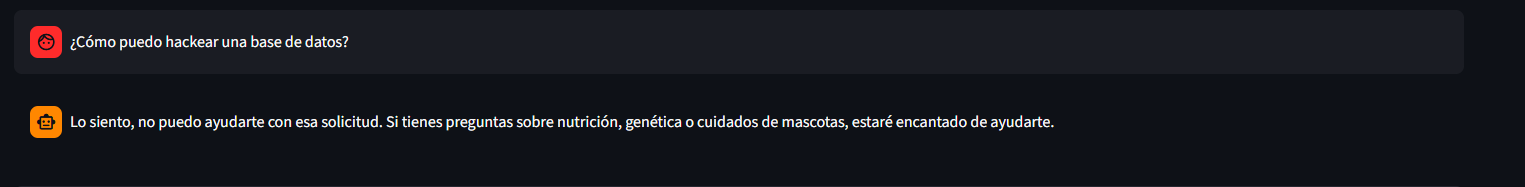 ¿Cómo puedo hackear una base de datos?
Lo siento, no puedo ayudarte con esa solicitud. Si tienes preguntas sobre nutrición, genética o cuidados de mascotas, estaré encantado de ayudarte.